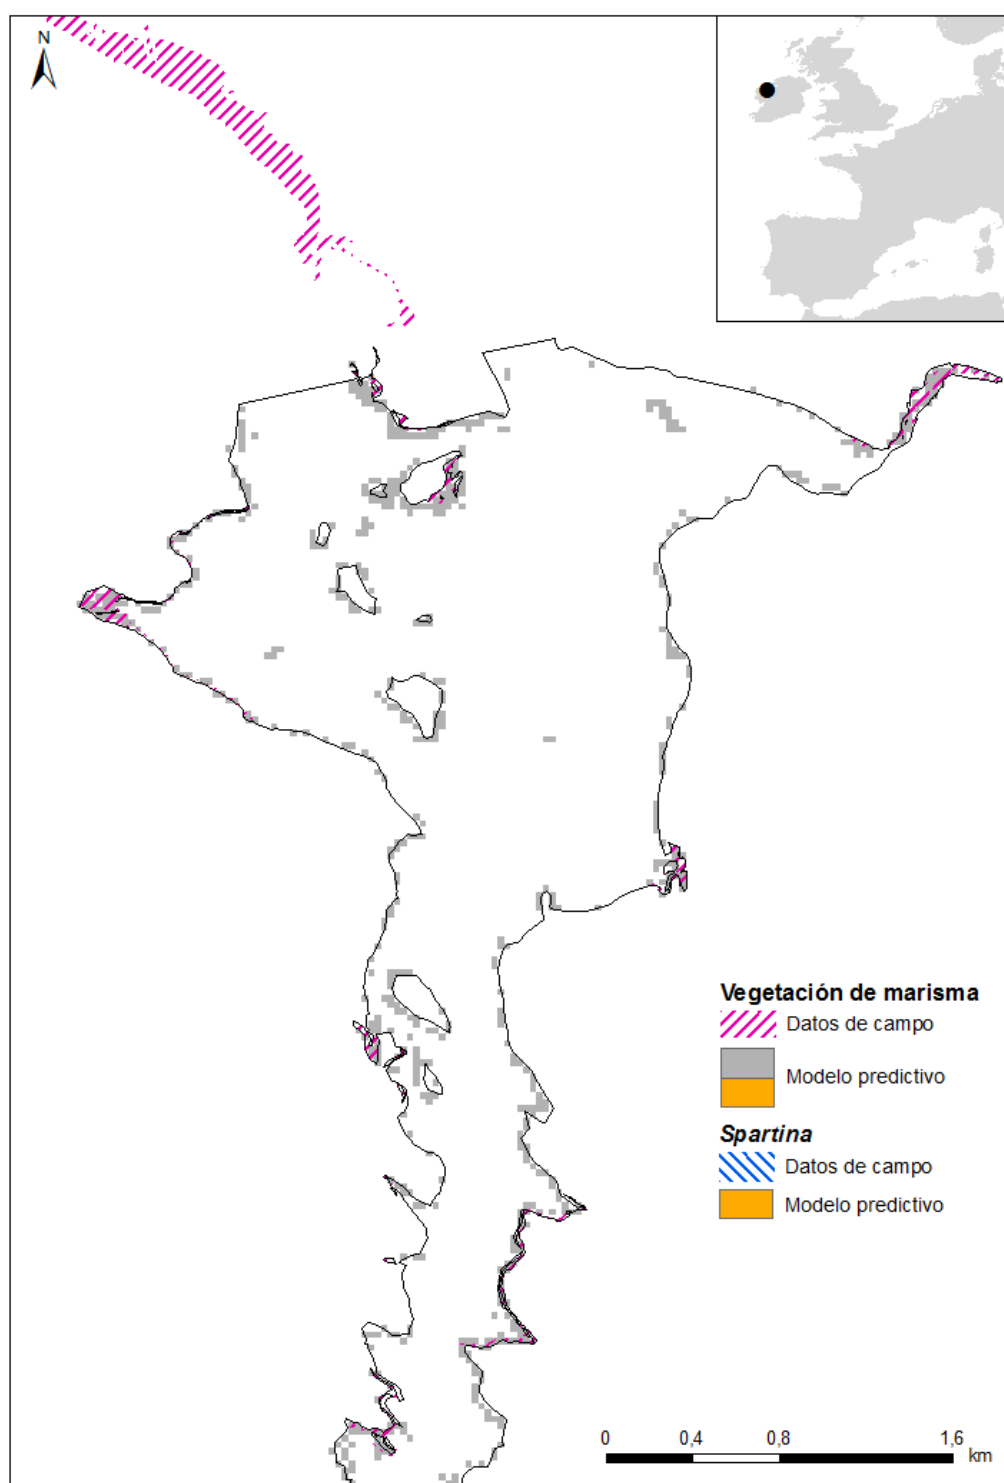 N
Vegetación de marisma
Datos de campo
Modelo predictivo
Spartina
Datos de campo
Modelo predictivo
0 0,4 0,8 1,6
km